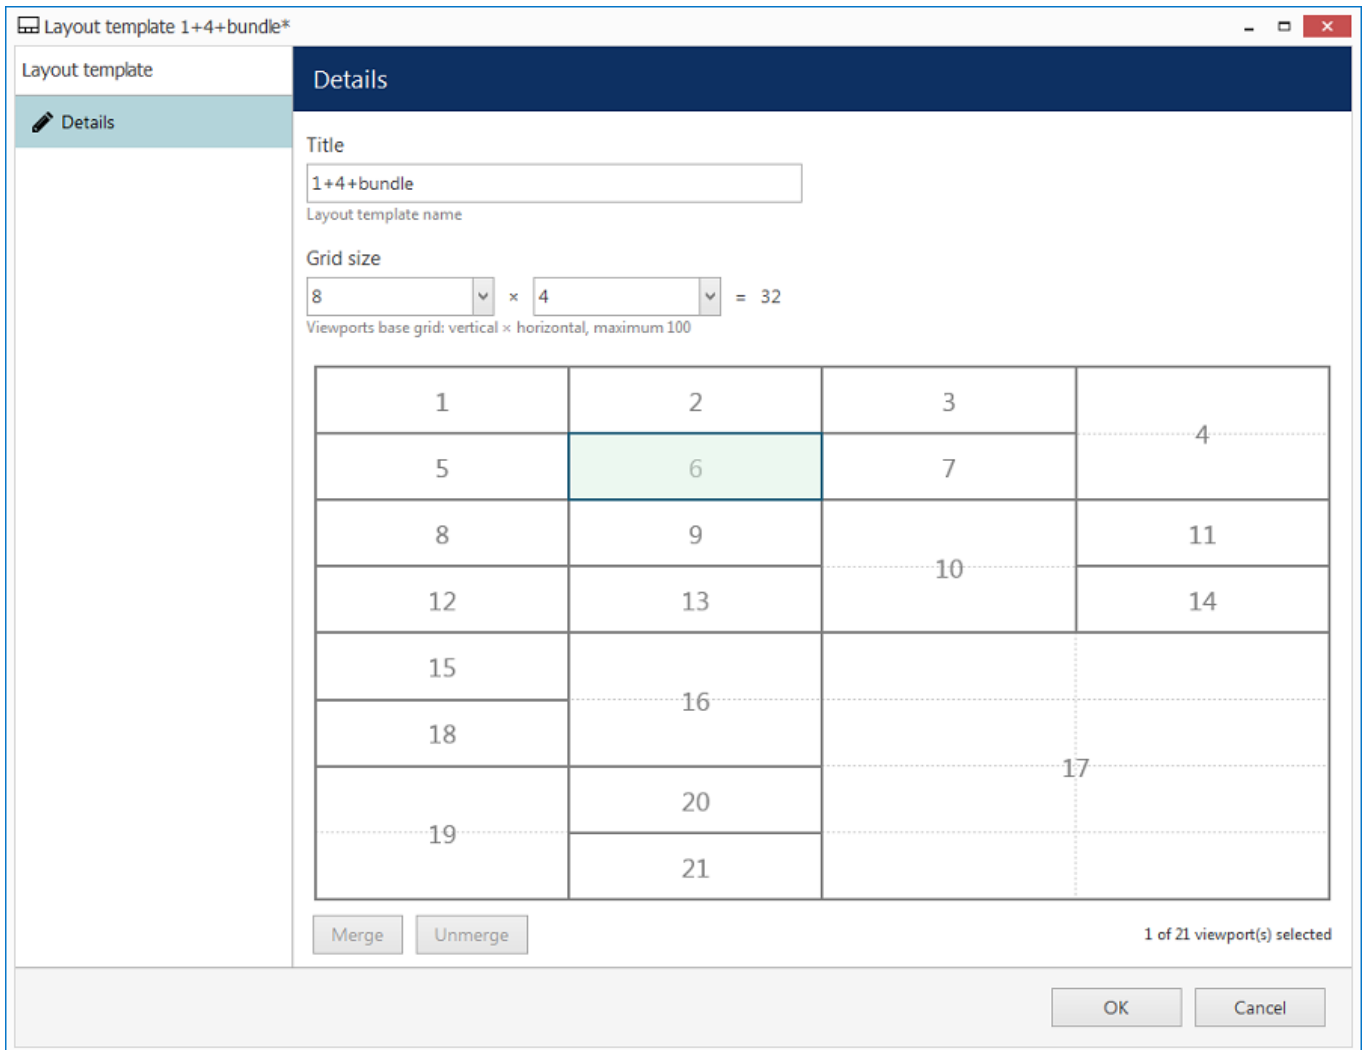 Layout template 1+4+bundle*
Layout template
Details
Details
Title
1+4+bundle
Layout template name
Grid size
8 × 4 = 32
Viewports base grid: vertical × horizontal, maximum 100
1 2 3
4
5 6 7
8 9 11
10
12 13 14
15
16
18
17
20
19
21
Merge Unmerge 1 of 21 viewport(s) selected
OK Cancel